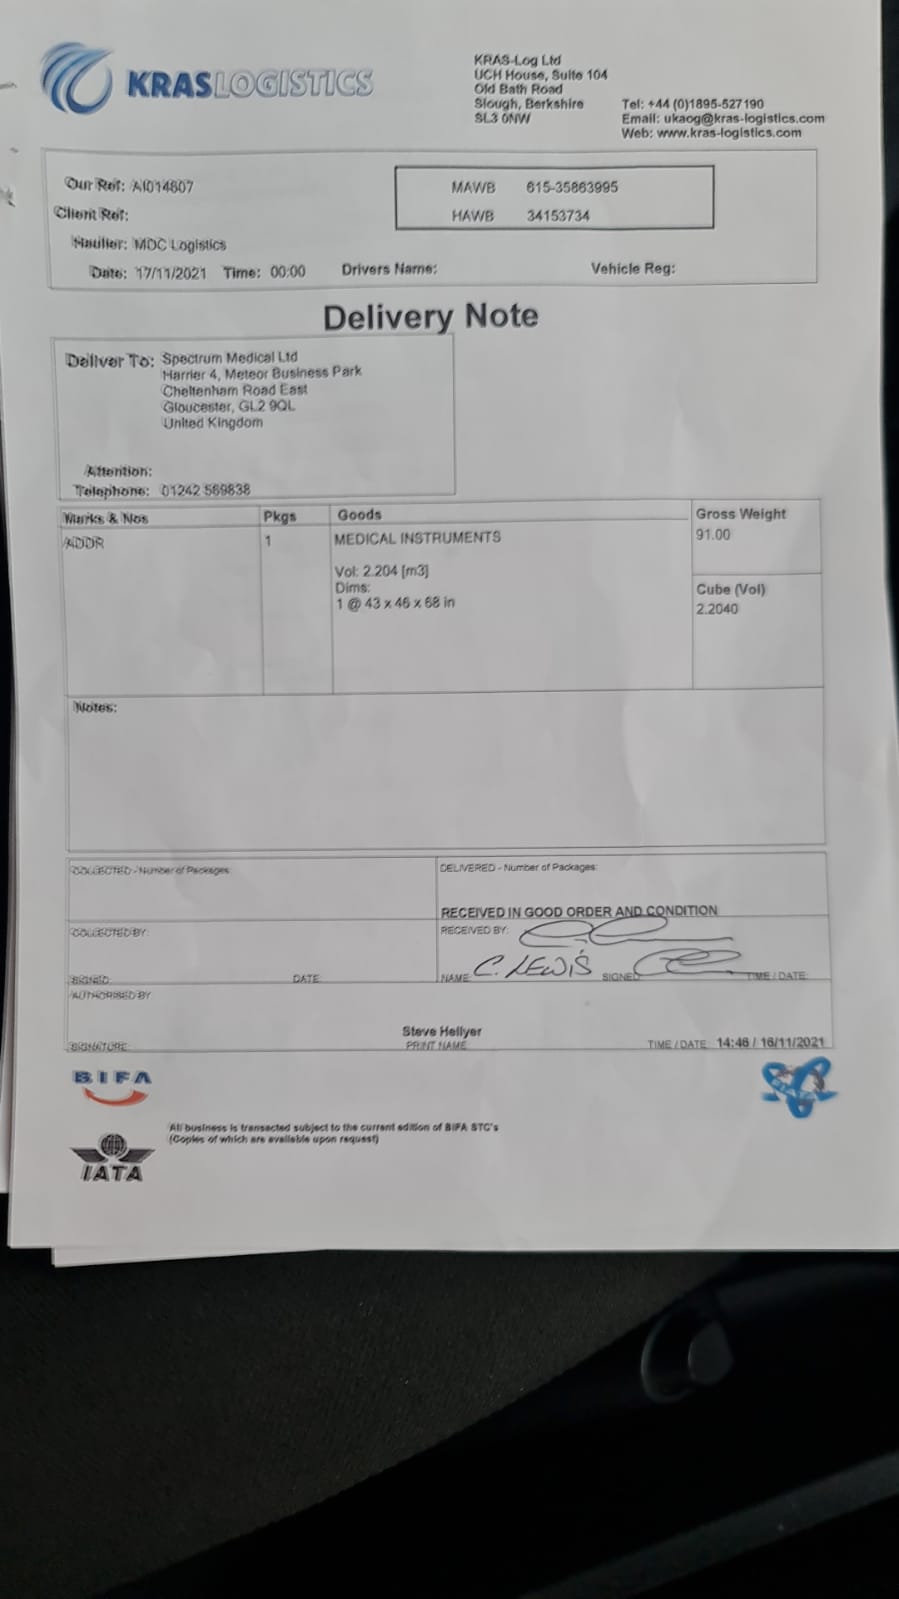 KRAS LOGISTICS
KRAS-Log Ltd
UCH House, Suite 104
Old Bath Road
Slough, Berkshire
SL3 0NW
Tel: +44 (0)1895-527190
Email: ukaog@kras-logistics.com
Web: www.kras-logistics.com
Our Ref: AI014807
MAWB 615-35863995
Client Ref:
HAWB 34153734
Haulier: MDC Logistics
Date: 17/11/2021 Time: 00:00 Drivers Name: Vehicle Reg:
Delivery Note
Deliver To: Spectrum Medical Ltd
Harrier 4, Meteor Business Park
Cheltenham Road East
Gloucester, GL2 9QL
United Kingdom
Attention:
Telephone: 01242 569838
Marks & Nos Pkgs Goods Gross Weight
ADDR 1 MEDICAL INSTRUMENTS 91.00
Vol: 2.204 [m3]
Dims:
1 @ 43 x 46 x 68 in
Cube (Vol)
2.2040
Notes:
COLLECTED - Number of Packages:
DELIVERED - Number of Packages:
RECEIVED IN GOOD ORDER AND CONDITION
COLLECTED BY:
RECEIVED BY:
SIGNED DATE
NAME C. LEWIS SIGNED TIME / DATE:
AUTHORISED BY
Steve Hellyer
SIGNATURE: PRINT NAME TIME / DATE 14:46 / 16/11/2021
BIFA
FIATA
All business is transacted subject to the current edition of BIFA STC's
(Copies of which are available upon request)
IATA